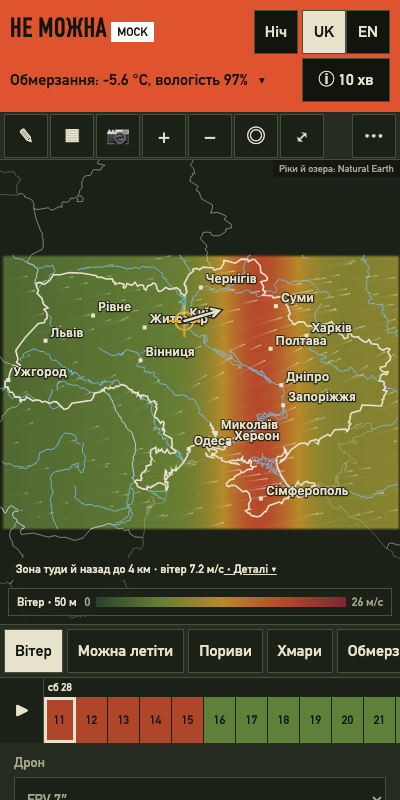 НЕ МОЖНА МОСК
Ніч UK EN
Обмерзання: -5.6 °C, вологість 97% ▾
ⓘ 10 хв
Ріки й озера: Natural Earth
Чернігів
Суми
Рівне
Київ
Житомир
Харків
Львів
Полтава
Вінниця
Ужгород
Дніпро
Запоріжжя
Миколаїв
Одеса Херсон
Сімферополь
Зона туди й назад до 4 км · вітер 7.2 м/с · Деталі ▾
Вітер · 50 м 0 26 м/с
Вітер Можна летіти Пориви Хмари Обмерз
сб 28
11 12 13 14 15 16 17 18 19 20 21
Дрон
FPV 7"